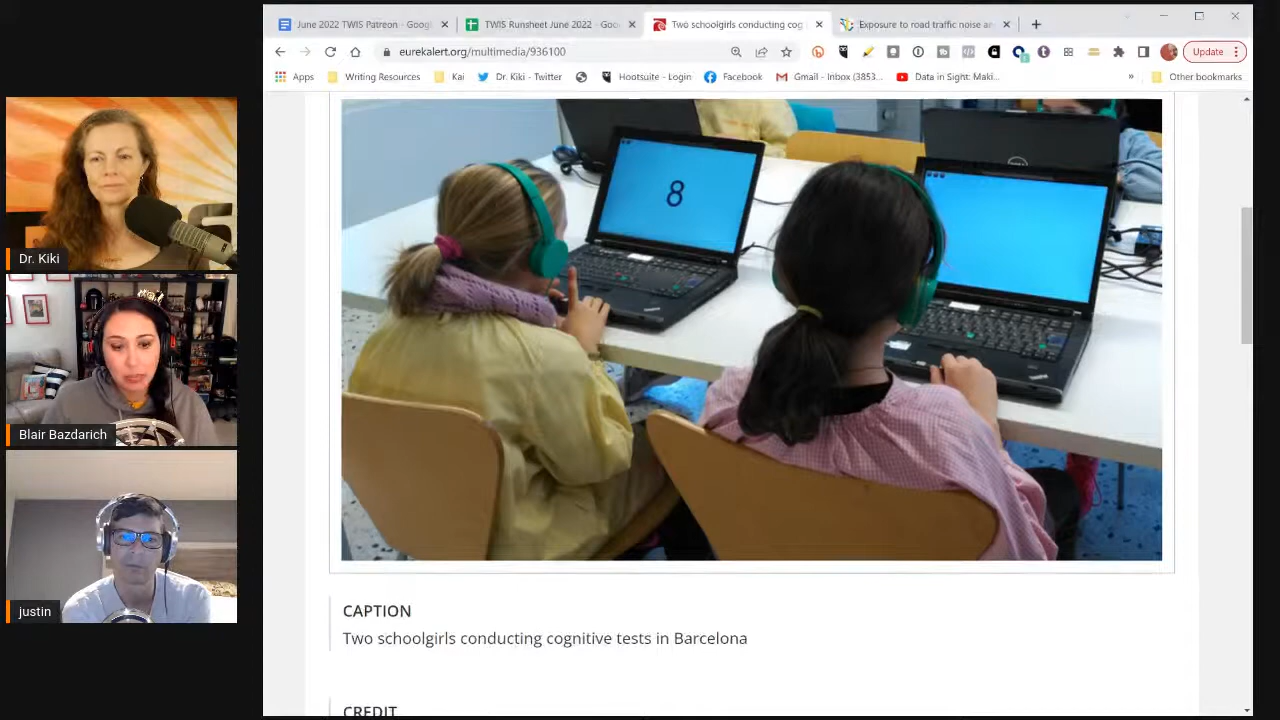 June 2022 TWIS Patreon - Googl
TWIS Runsheet June 2022 - Goo
Two schoolgirls conducting cog
Exposure to road traffic noise an
eurekalert.org/multimedia/936100
Update
Apps
Writing Resources
Kai
Dr. Kiki - Twitter
Hootsuite - Login
Facebook
Gmail - Inbox (3853...
Data in Sight: Maki...
»
Other bookmarks
8
Dr. Kiki
Blair Bazdarich
justin
CAPTION
Two schoolgirls conducting cognitive tests in Barcelona
CREDIT